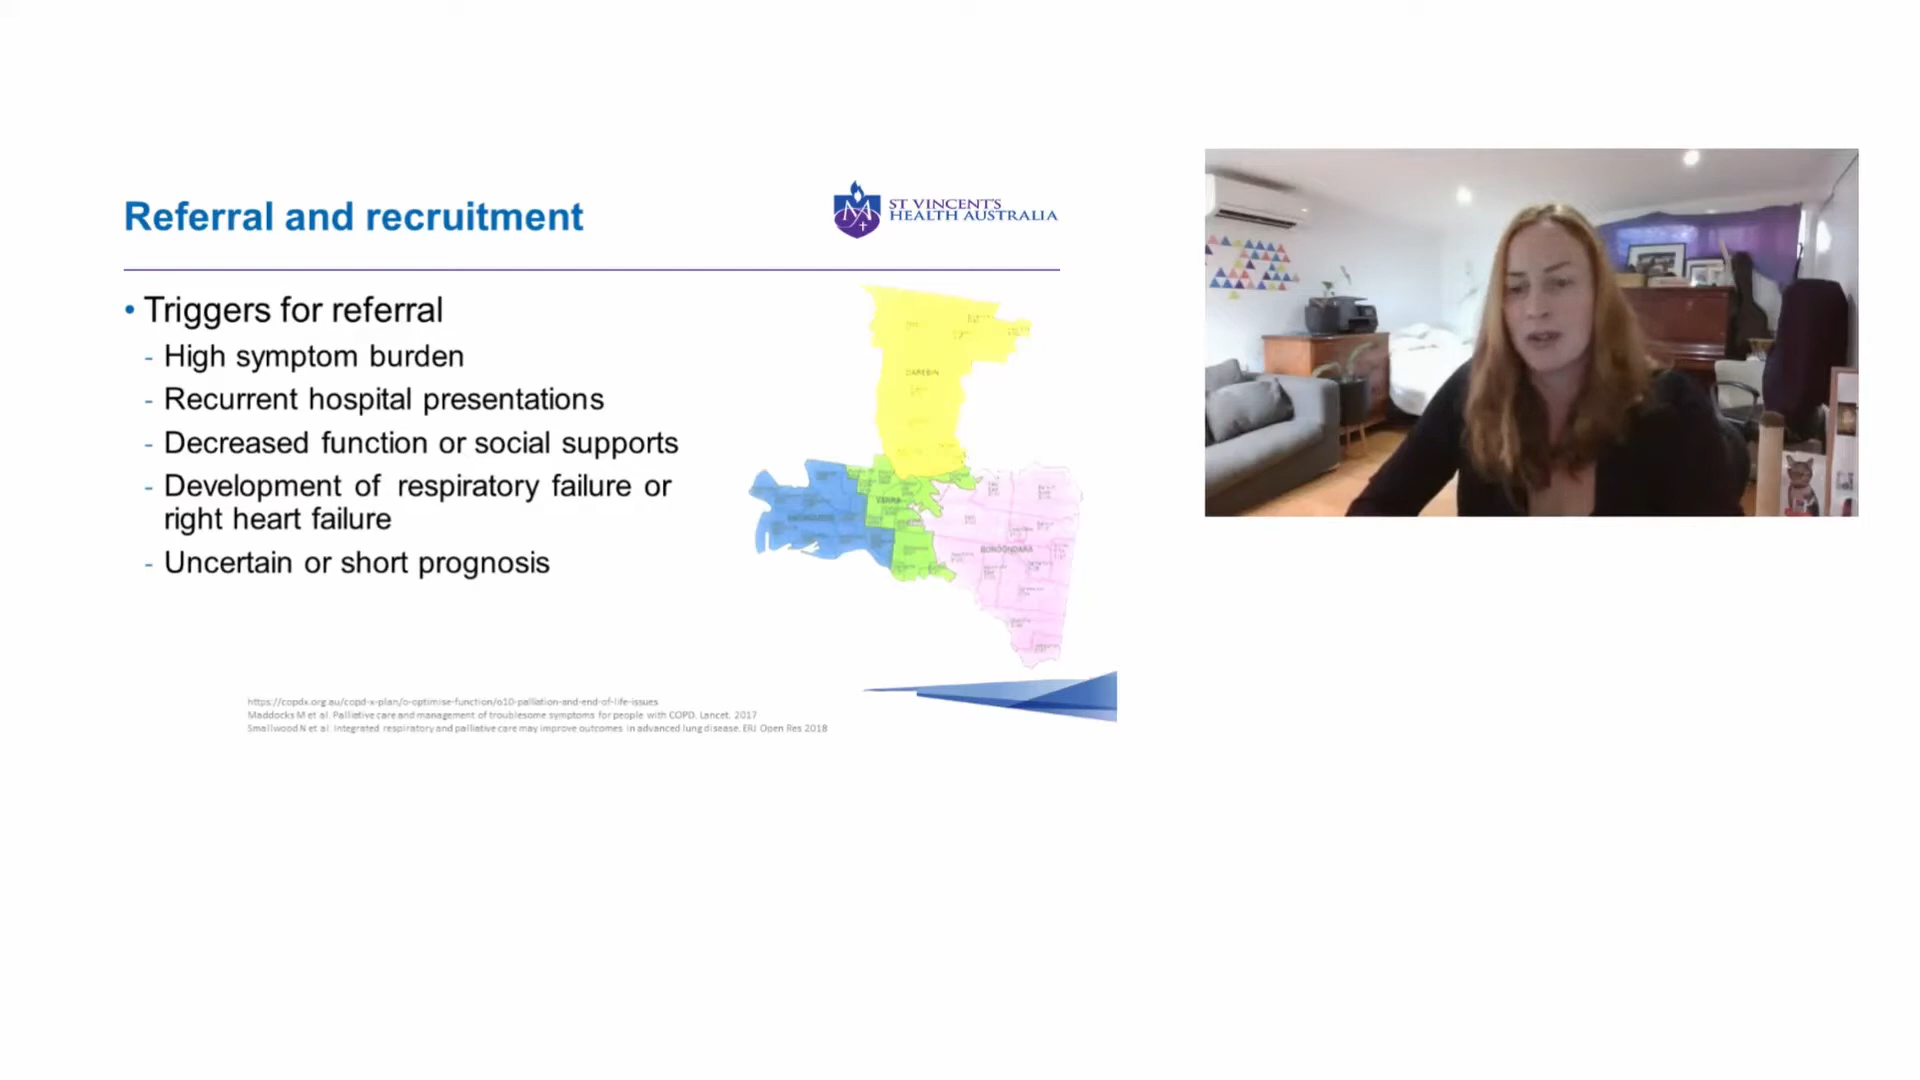 Referral and recruitment
ST VINCENT'S
HEALTH AUSTRALIA
• Triggers for referral
- High symptom burden
- Recurrent hospital presentations
- Decreased function or social supports
- Development of respiratory failure or
right heart failure
- Uncertain or short prognosis
DAREBIN
YARRA
BOROONDARA
https://copdx.org.au/copd-x-plan/o-optimise-function/o10-palliation-and-end-of-life-issues
Maddocks M et al. Palliative care and management of troublesome symptoms for people with COPD. Lancet. 2017
Smallwood N et al. Integrated respiratory and palliative care may improve outcomes in advanced lung disease. ERJ Open Res 2018